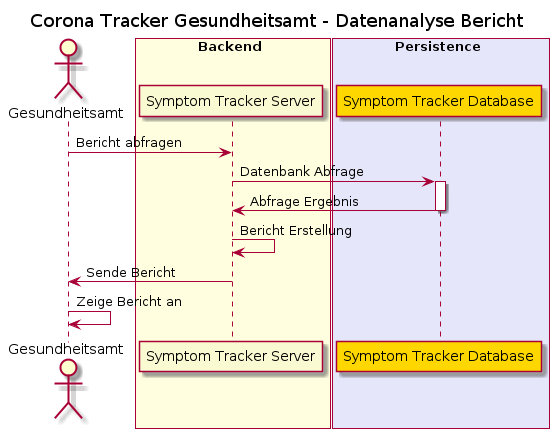 Corona Tracker Gesundheitsamt - Datenanalyse Bericht
Backend
Persistence
Gesundheitsamt
Symptom Tracker Server
Symptom Tracker Database
Bericht abfragen
Datenbank Abfrage
Abfrage Ergebnis
Bericht Erstellung
Sende Bericht
Zeige Bericht an
Gesundheitsamt
Symptom Tracker Server
Symptom Tracker Database